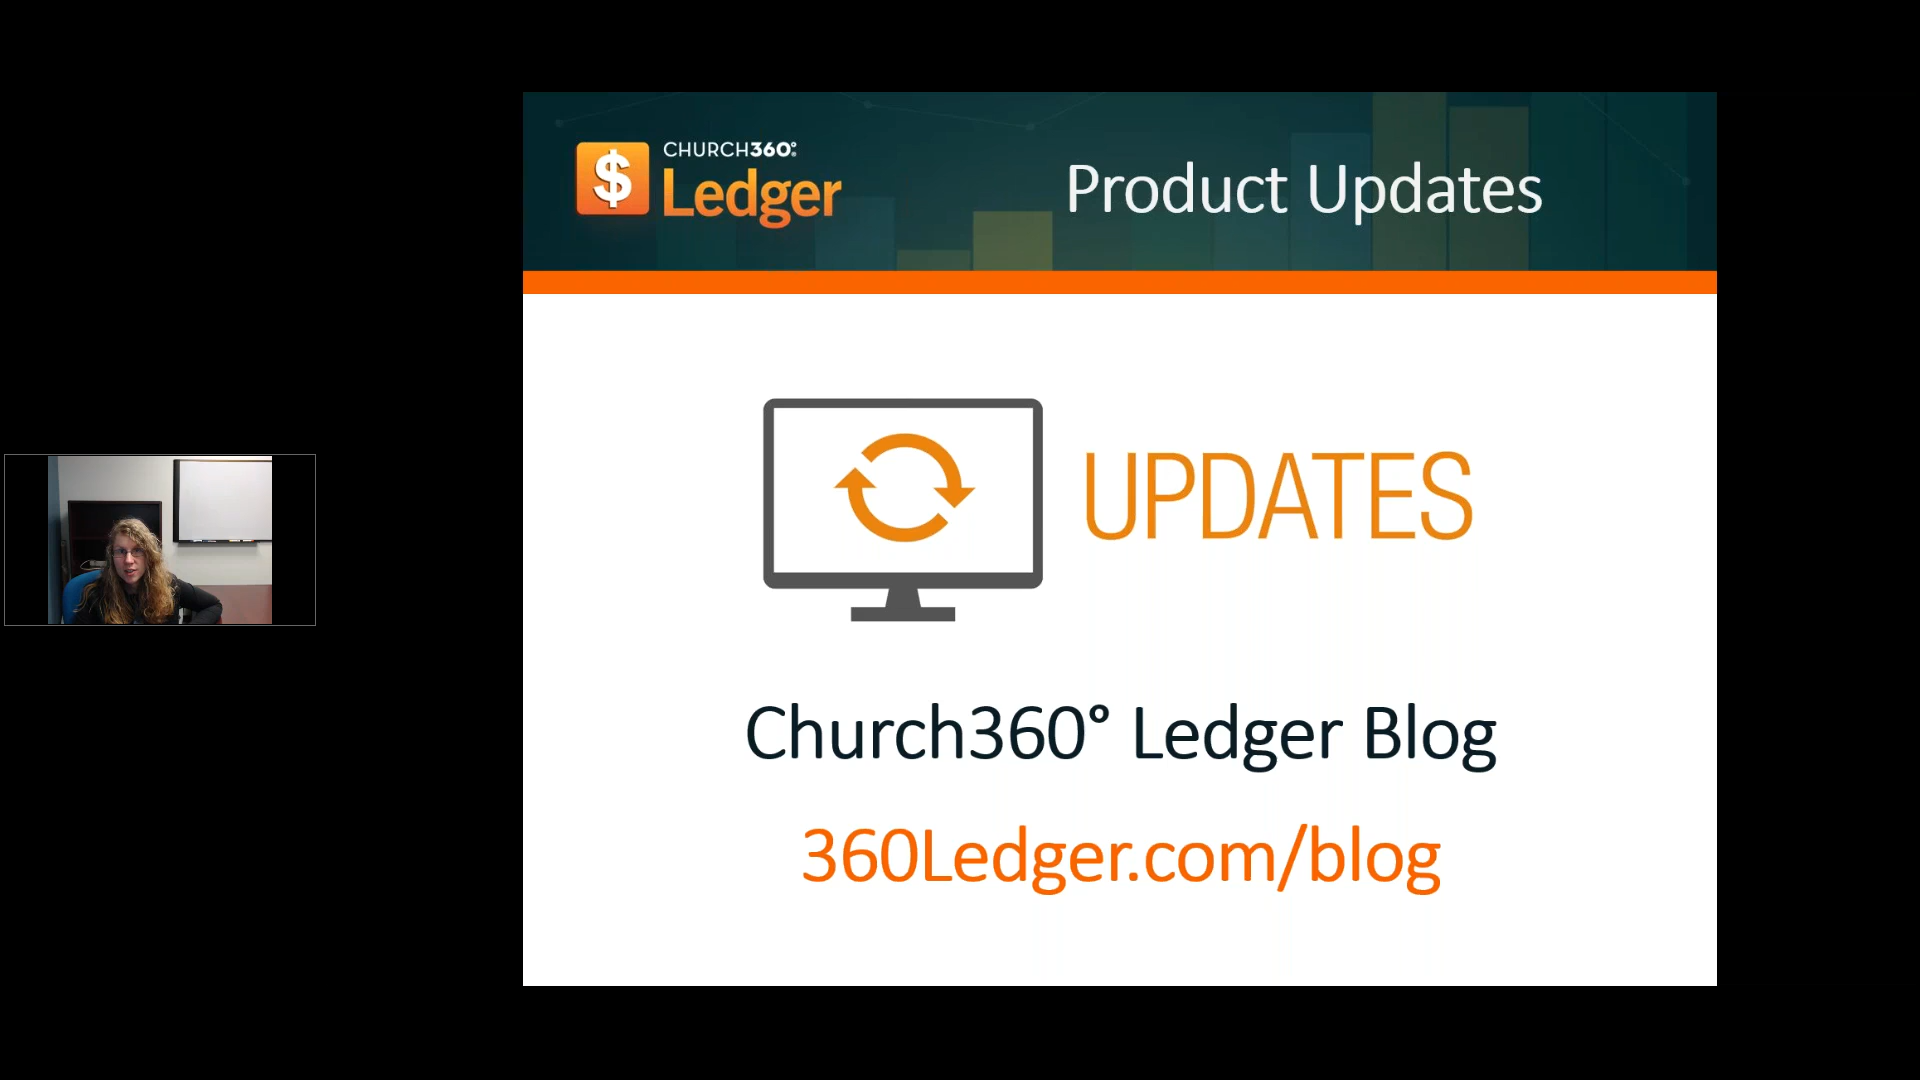 CHURCH360°
Ledger
Product Updates
UPDATES
Church360° Ledger Blog
360Ledger.com/blog